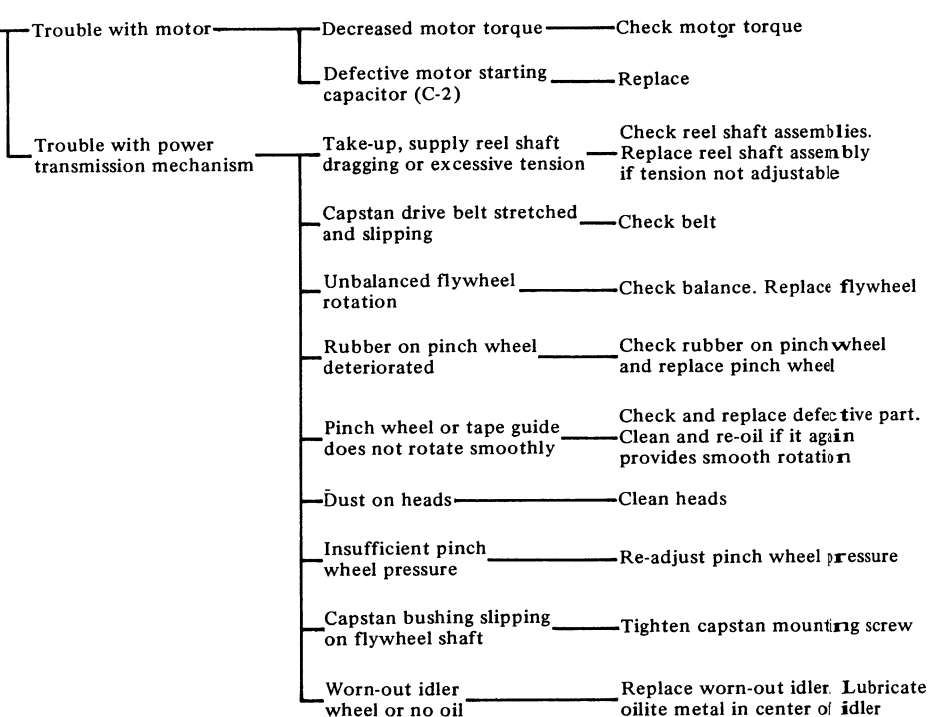 Trouble with motor
Decreased motor torque
Check motor torque
Defective motor starting
capacitor (C-2)
Replace
Trouble with power
transmission mechanism
Take-up, supply reel shaft
dragging or excessive tension
Check reel shaft assemblies.
Replace reel shaft assembly
if tension not adjustable
Capstan drive belt stretched
and slipping
Check belt
Unbalanced flywheel
rotation
Check balance. Replace flywheel
Rubber on pinch wheel
deteriorated
Check rubber on pinch wheel
and replace pinch wheel
Pinch wheel or tape guide
does not rotate smoothly
Check and replace defective part.
Clean and re-oil if it again
provides smooth rotation
Dust on heads
Clean heads
Insufficient pinch
wheel pressure
Re-adjust pinch wheel pressure
Capstan bushing slipping
on flywheel shaft
Tighten capstan mounting screw
Worn-out idler
wheel or no oil
Replace worn-out idler. Lubricate
oilite metal in center of idler